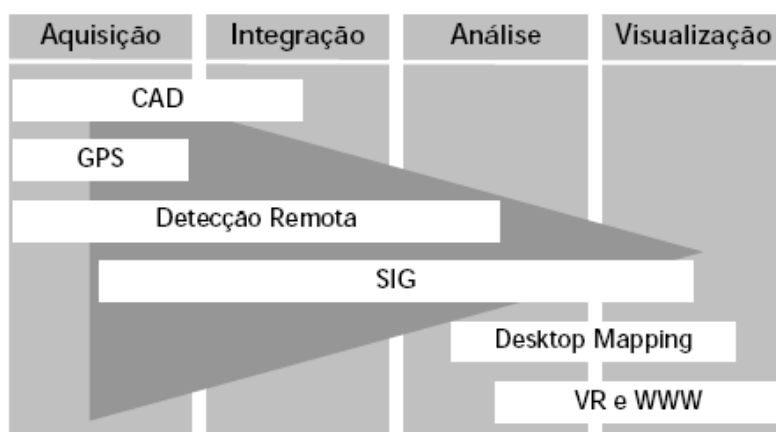 Aquisição Integração Análise Visualização
CAD
GPS
Detecção Remota
SIG
Desktop Mapping
VR e WWW